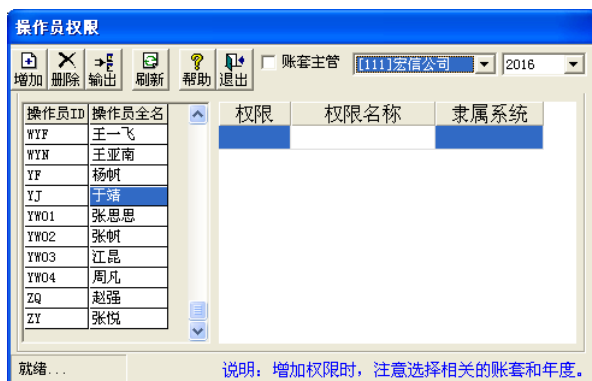 操作员权限
增加 删除 输出 刷新 帮助 退出 账套主管 [111]宏信公司 2016
操作员ID 操作员全名 权限 权限名称 隶属系统
WYF 王一飞
WYN 王亚南
YF 杨帆
YJ 于靖
YW01 张思思
YW02 张帆
YW03 江昆
YW04 周凡
ZQ 赵强
ZY 张悦
就绪... 说明：增加权限时，注意选择相关的账套和年度。